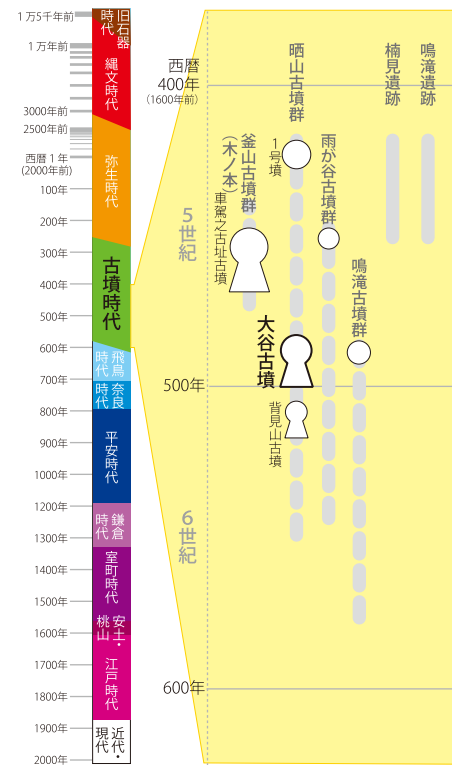 1万5千年前
1万年前
3000年前
2500年前
西暦1年
(2000年前)
100年
200年
300年
400年
500年
600年
700年
800年
900年
1000年
1200年
1300年
1400年
1500年
1600年
1700年
1800年
1900年
2000年
旧石器
時代
縄文時代
弥生時代
古墳時代
飛鳥
時代
奈良
時代
平安時代
鎌倉
時代
室町時代
安土・
桃山
江戸時代
近代・
現代
西暦
400年
(1600年前)
5世紀
500年
6世紀
600年
釜山古墳群
(木ノ本)
車駕之古址古墳
晒山古墳群
1号墳
大谷古墳
背見山古墳
雨が谷古墳群
鳴滝古墳群
楠見遺跡
鳴滝遺跡